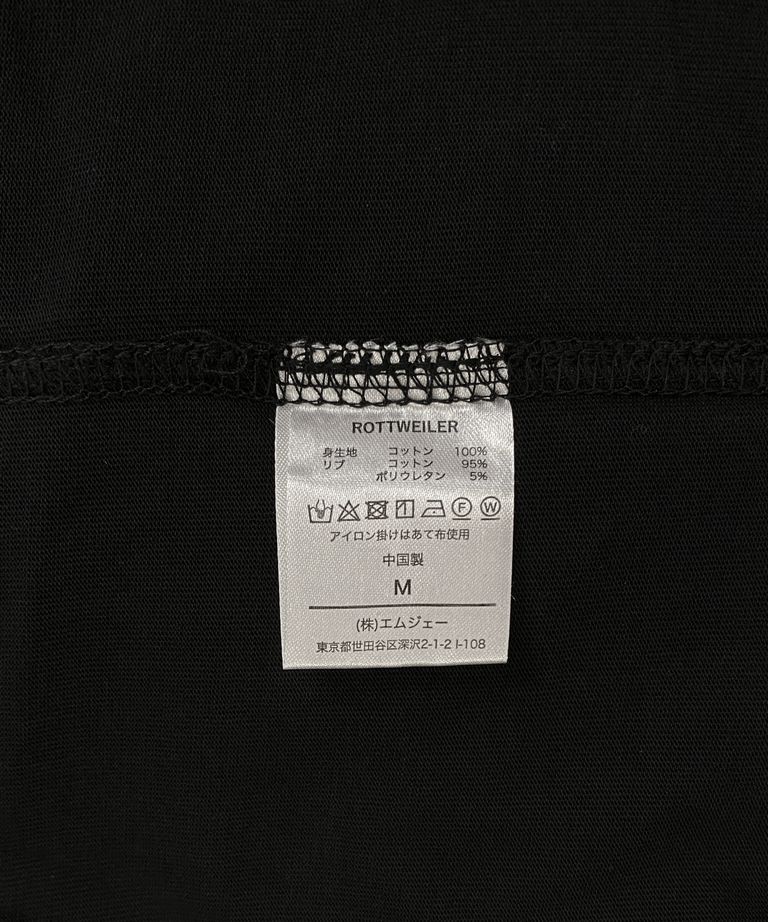 ROTTWEILER
身生地 コットン 100%
リブ コットン 95%
ポリウレタン 5%
アイロン掛けはあて布使用
中国製
M
(株)エムジェー
東京都世田谷区深沢2-1-2 I-108